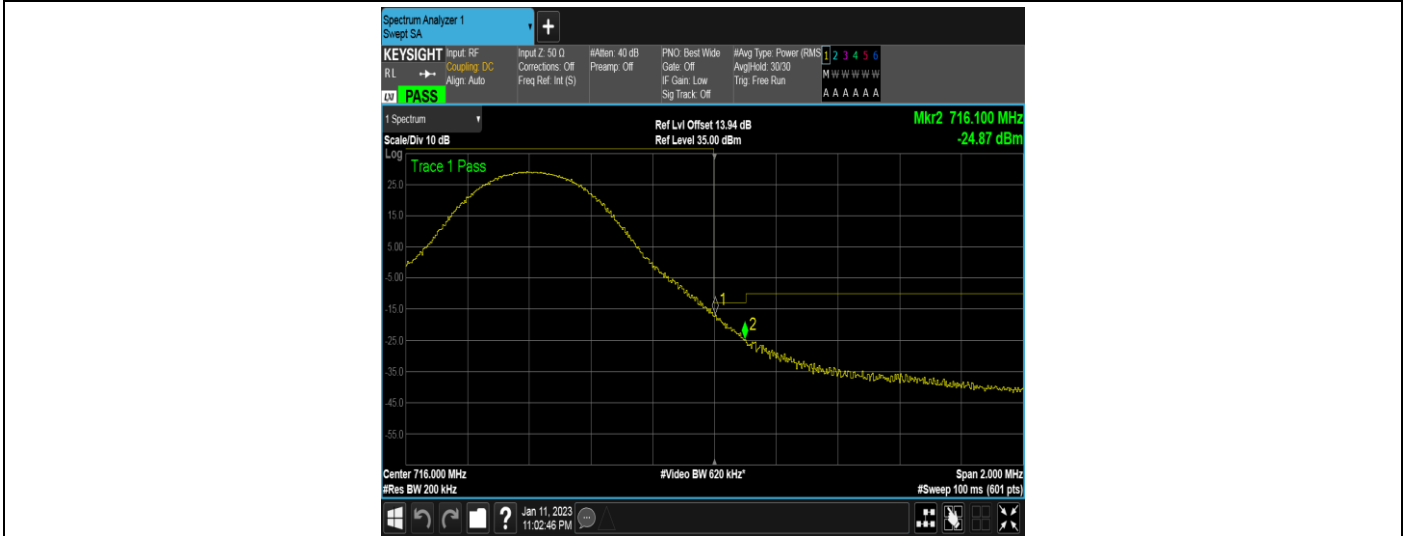 Spectrum Analyzer 1
Swept SA
+
KEYSIGHT Input: RF Input Z: 50 Ω #Atten: 40 dB PNO: Best Wide #Avg Type: Power (RMS 1 2 3 4 5 6
RL Coupling: DC Corrections: Off Preamp: Off Gate: Off Avg|Hold: 30/30 M W W W W W
Align: Auto Freq Ref: Int (S) IF Gain: Low Trig: Free Run
LXI PASS Sig Track: Off A A A A A A
1 Spectrum Ref Lvl Offset 13.94 dB Mkr2 716.100 MHz
Scale/Div 10 dB Ref Level 35.00 dBm -24.87 dBm
Log
Trace 1 Pass
25.0
15.0
5.00
-5.00
1
-15.0
2
-25.0
-35.0
-45.0
-55.0
Center 716.000 MHz #Video BW 620 kHz* Span 2.000 MHz
#Res BW 200 kHz #Sweep 100 ms (601 pts)
? Jan 11, 2023
11:02:46 PM